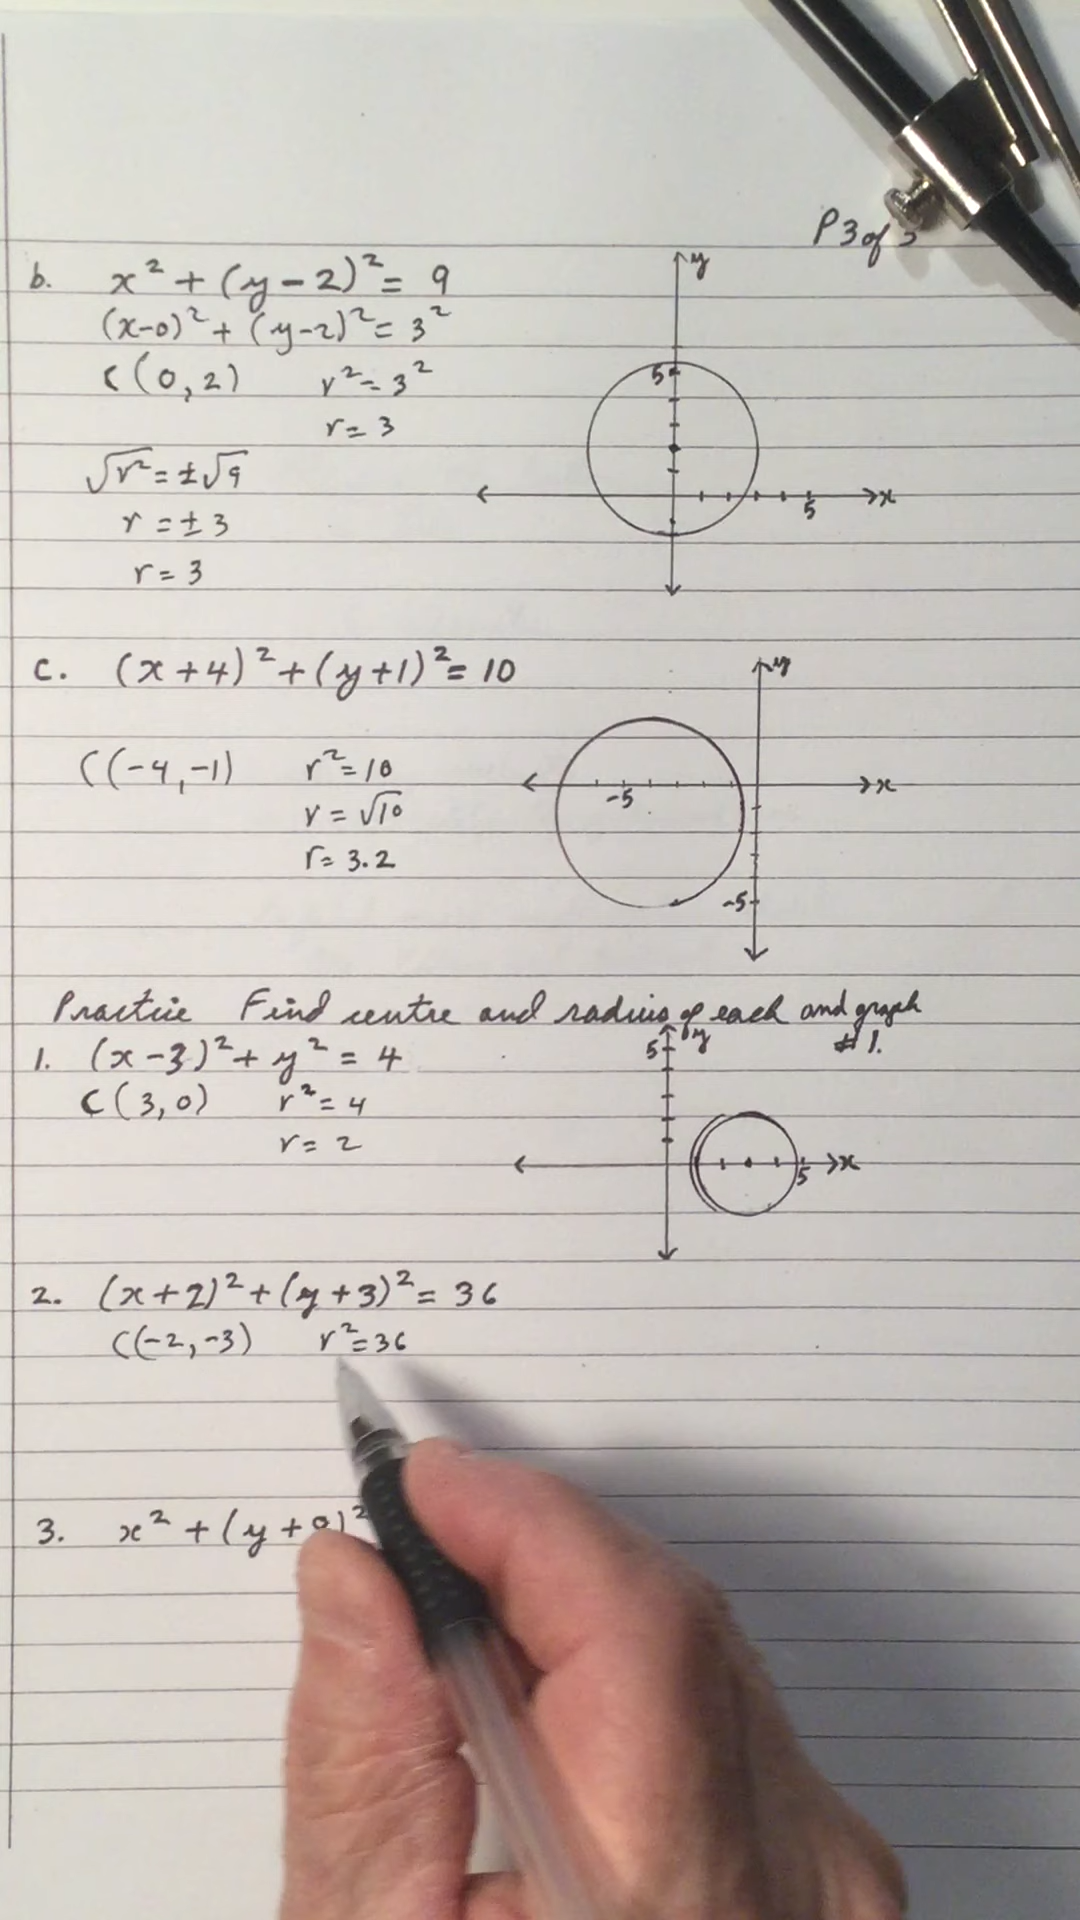 P3 of
b. x² + (y - 2)² = 9
(x-0)² + (y-2)² = 3²
C(0,2) r² = 3²
r = 3
√r² = ±√9
r = ± 3
r = 3
y
5
x
5
c. (x + 4)² + (y + 1)² = 10
C(-4, -1) r² = 10
r = √10
r = 3.2
y
x
-5
-5
Practice Find centre and radius of each and graph
#1.
1. (x - 3)² + y² = 4
C(3,0) r² = 4
r = 2
y
5
x
5
2. (x + 2)² + (y + 3)² = 36
C(-2, -3) r² = 36
3. x² + (y +